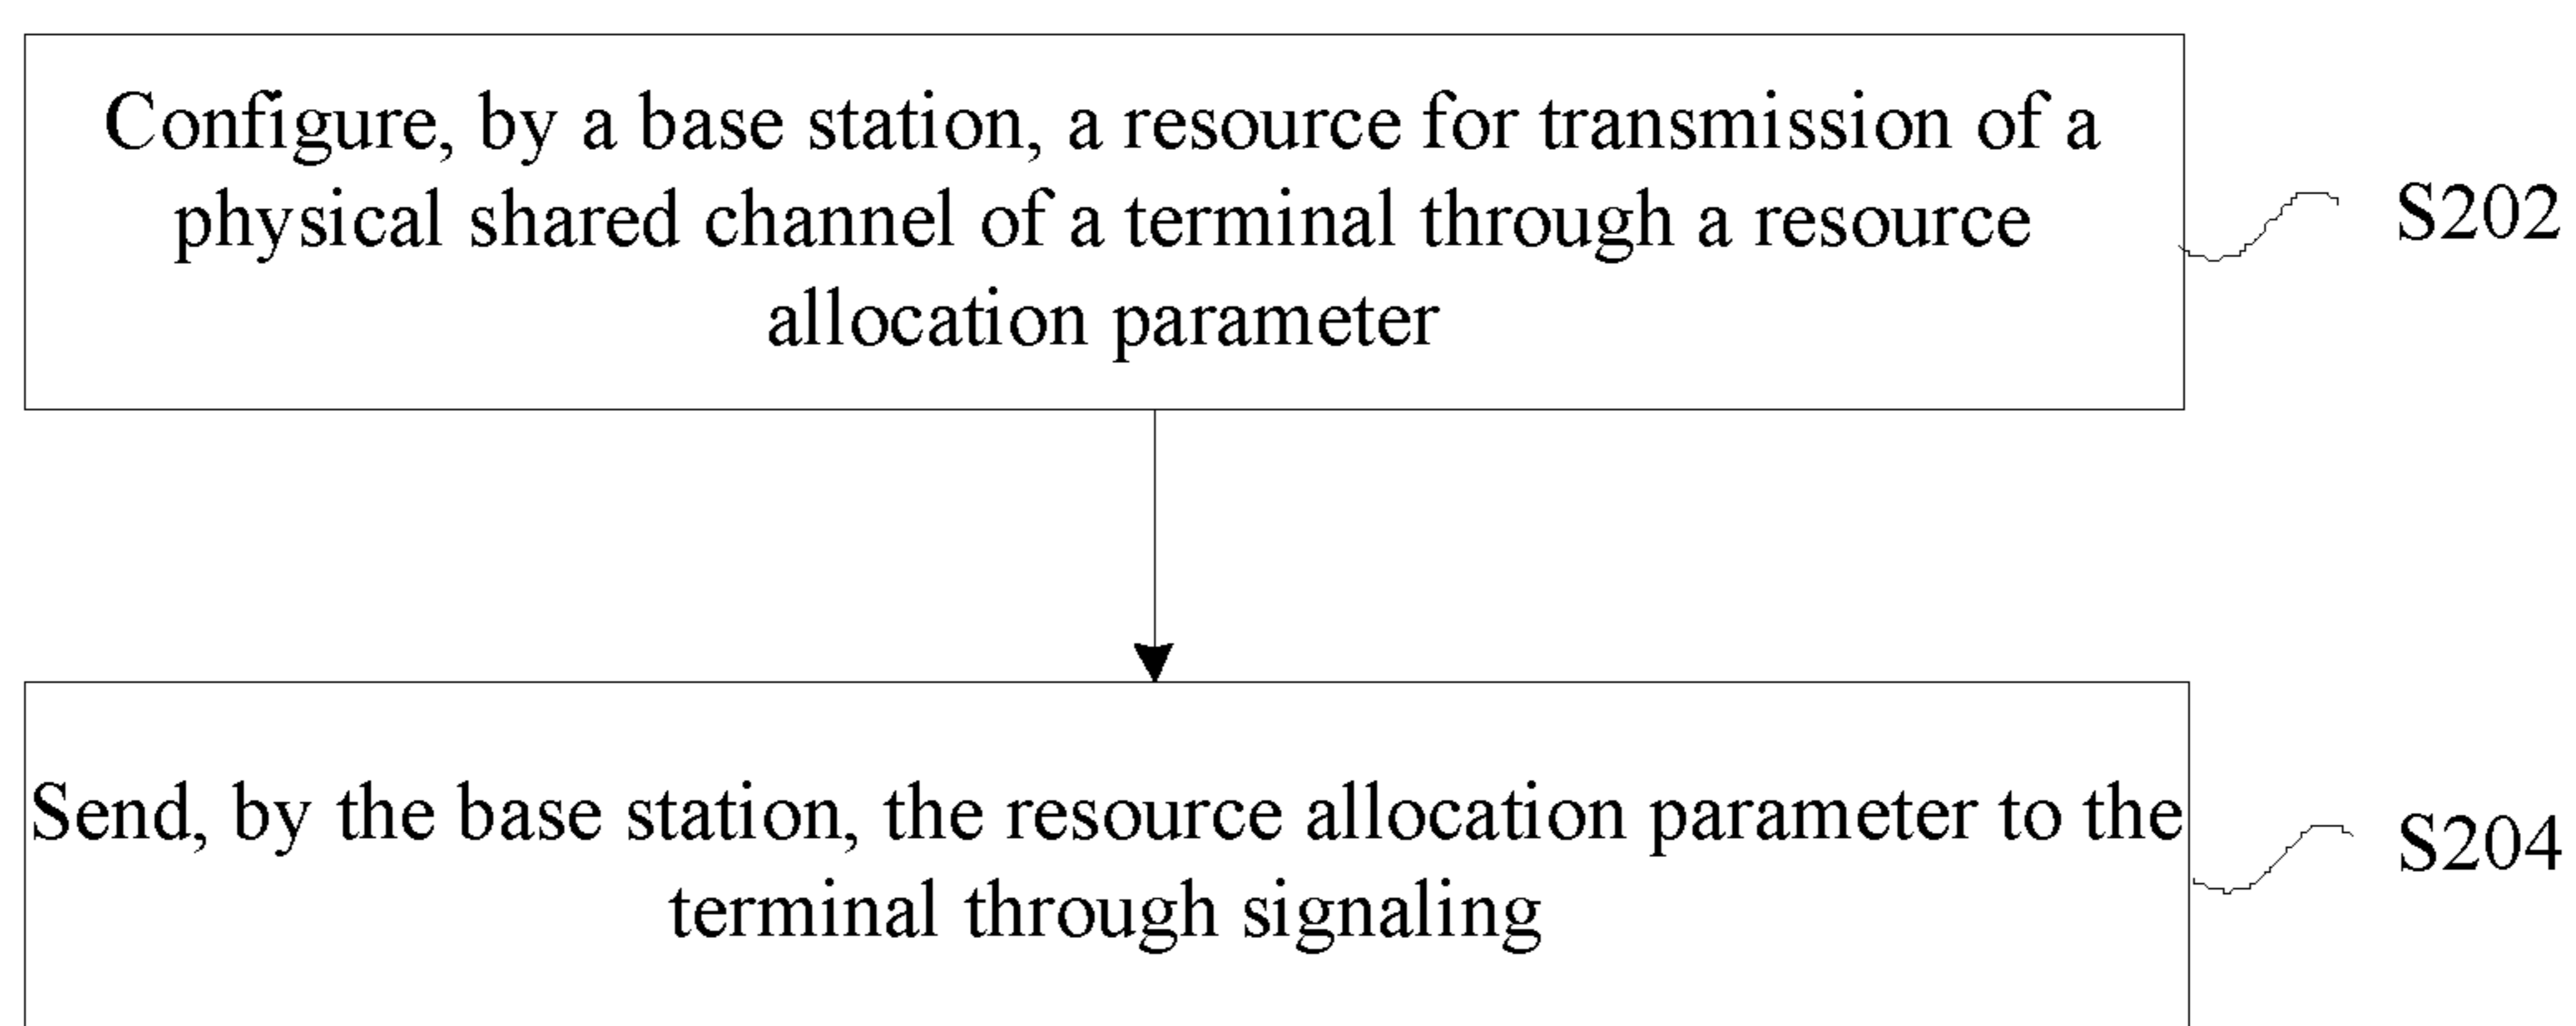 Configure, by a base station, a resource for transmission of a
physical shared channel of a terminal through a resource
allocation parameter
S202
Send, by the base station, the resource allocation parameter to the
terminal through signaling
S204